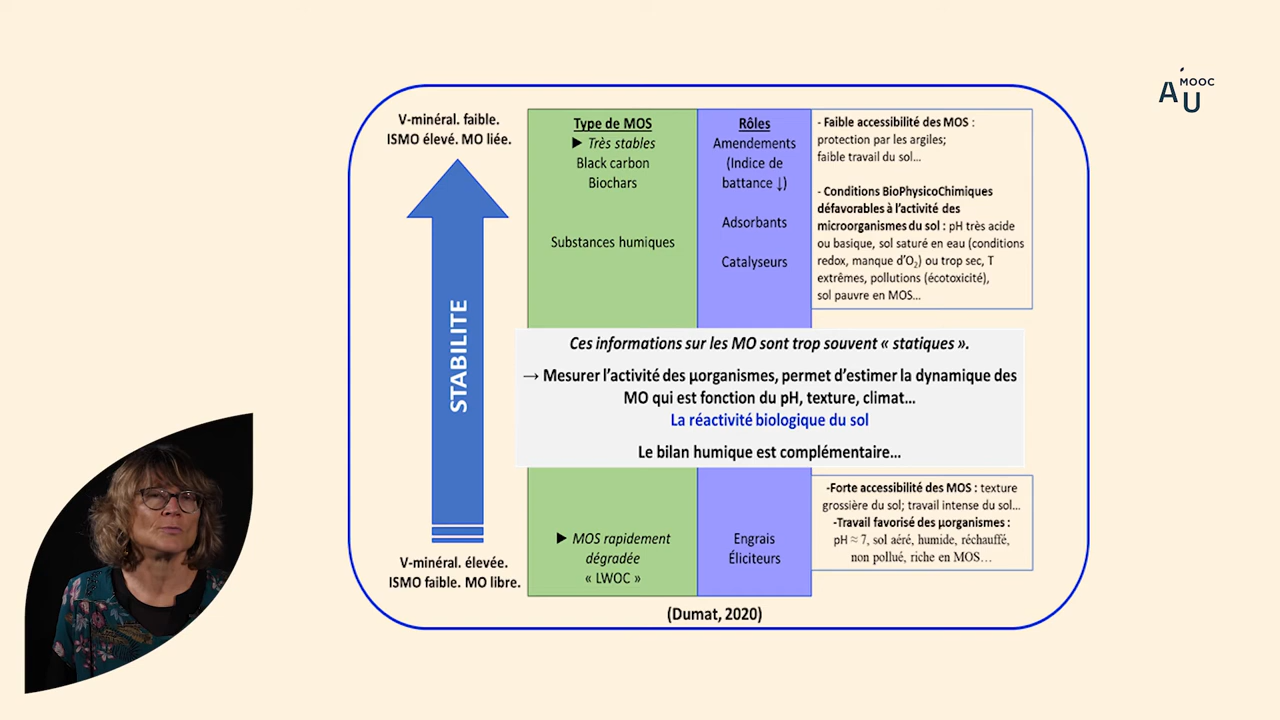 MOOC
AU
V-minéral. faible.
ISMO élevé. MO liée.
STABILITE
V-minéral. élevée.
ISMO faible. MO libre.
Type de MOS
▶ Très stables
Black carbon
Biochars
Substances humiques
▶ MOS rapidement
dégradée
« LWOC »
Rôles
Amendements
(Indice de
battance ↓)
Adsorbants
Catalyseurs
Engrais
Éliciteurs
- Faible accessibilité des MOS :
protection par les argiles;
faible travail du sol…
- Conditions BioPhysicoChimiques
défavorables à l'activité des
microorganismes du sol : pH très acide
ou basique, sol saturé en eau (conditions
redox, manque d'O₂) ou trop sec, T
extrêmes, pollutions (écotoxicité),
sol pauvre en MOS…
Ces informations sur les MO sont trop souvent « statiques ».
→ Mesurer l'activité des µorganismes, permet d'estimer la dynamique des
MO qui est fonction du pH, texture, climat…
La réactivité biologique du sol
Le bilan humique est complémentaire…
-Forte accessibilité des MOS : texture
grossière du sol; travail intense du sol…
-Travail favorisé des µorganismes :
pH ≈ 7, sol aéré, humide, réchauffé,
non pollué, riche en MOS…
(Dumat, 2020)